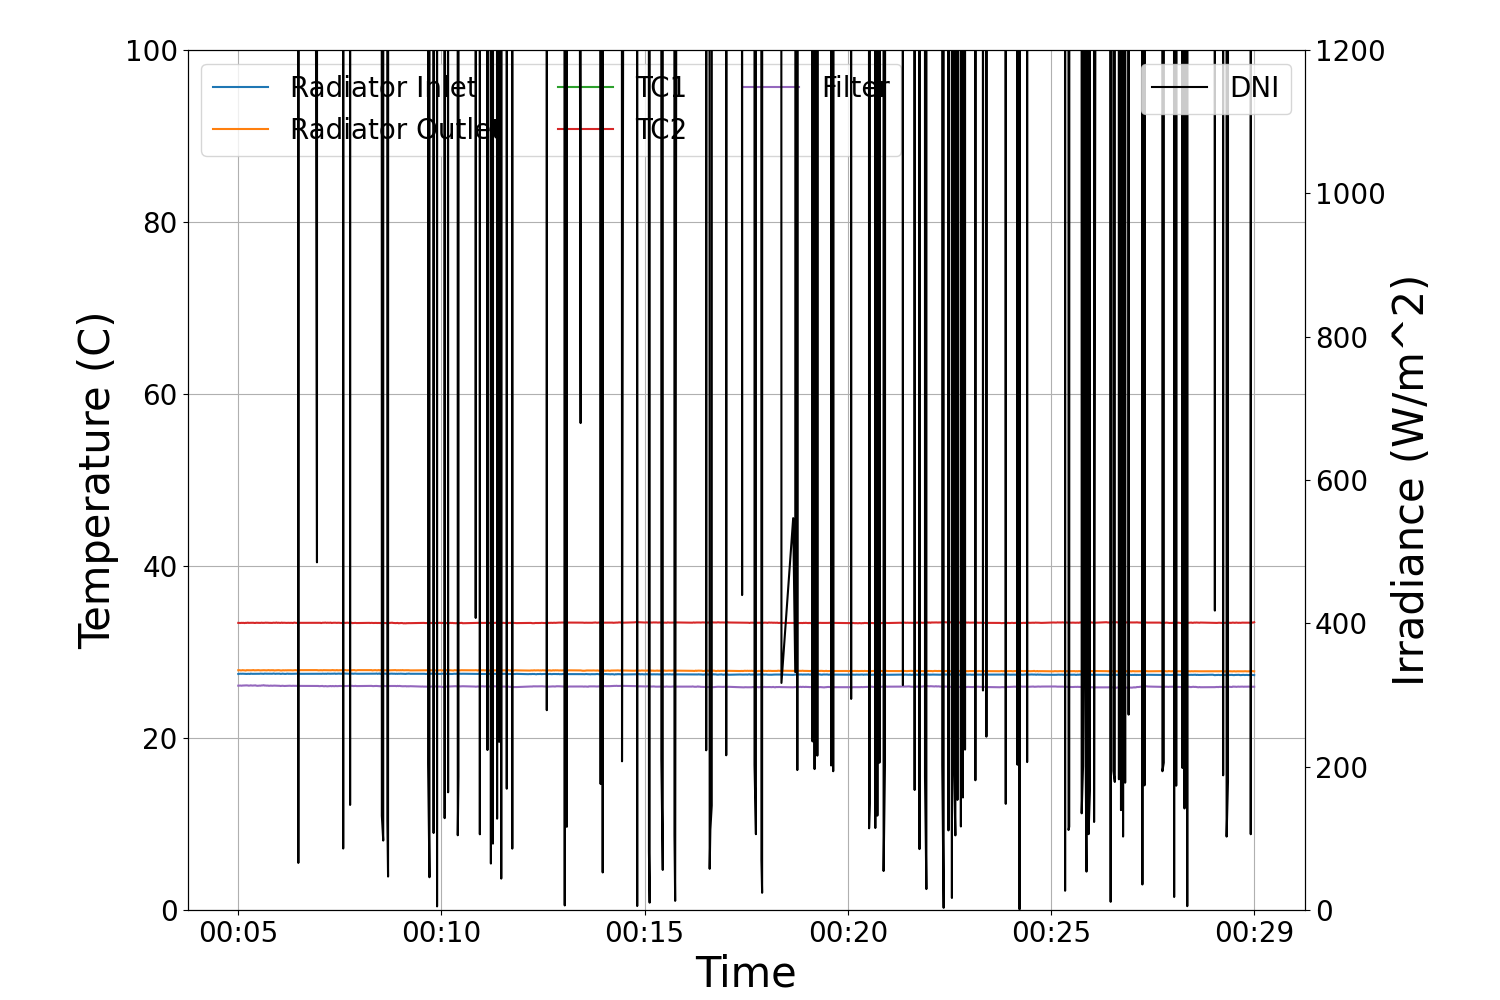 100
80
60
40
20
0
Temperature (C)
Radiator Inlet
Radiator Outlet
TC1
TC2
Filter
DNI
1200
1000
800
600
400
200
0
Irradiance (W/m^2)
00:05 00:10 00:15 00:20 00:25 00:29
Time